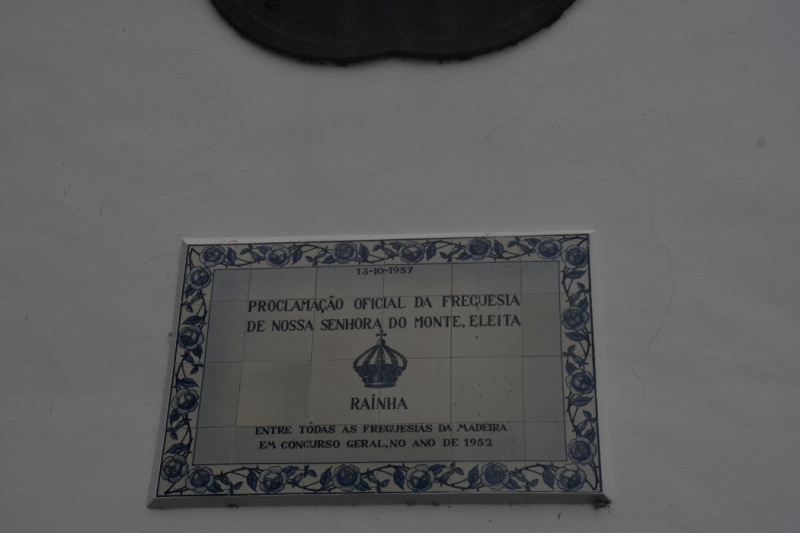 13-10-1957
PROCLAMAÇÃO OFICIAL DA FREGUESIA
DE NOSSA SENHORA DO MONTE, ELEITA
RAÍNHA
ENTRE TÔDAS AS FREGUESIAS DA MADEIRA
EM CONCURSO GERAL, NO ANO DE 1952